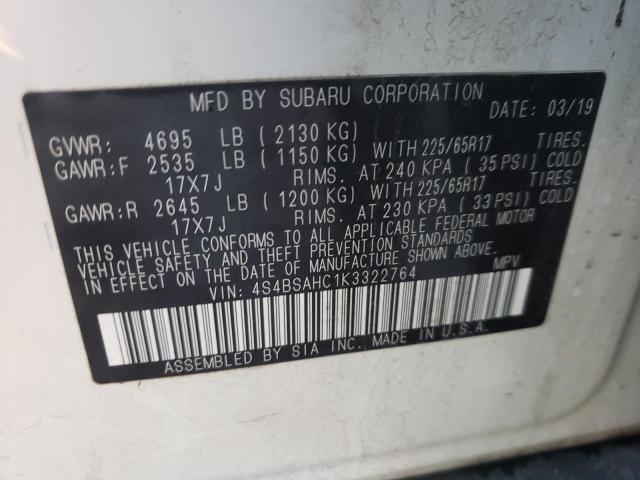 MFD BY SUBARU CORPORATION DATE: 03/19
GVWR: 4695 LB (2130 KG)
GAWR:F 2535 LB (1150 KG) WITH 225/65R17 TIRES.
17X7J RIMS. AT 240 KPA (35 PSI) COLD
GAWR:R 2645 LB (1200 KG) WITH 225/65R17 TIRES.
17X7J RIMS. AT 230 KPA (33 PSI) COLD
THIS VEHICLE CONFORMS TO ALL APPLICABLE FEDERAL MOTOR
VEHICLE SAFETY AND THEFT PREVENTION STANDARDS
IN EFFECT ON THE DATE OF MANUFACTURE SHOWN ABOVE.
VIN: 4S4BSAHC1K3322764 MPV
ASSEMBLED BY SIA INC. MADE IN U.S.A.